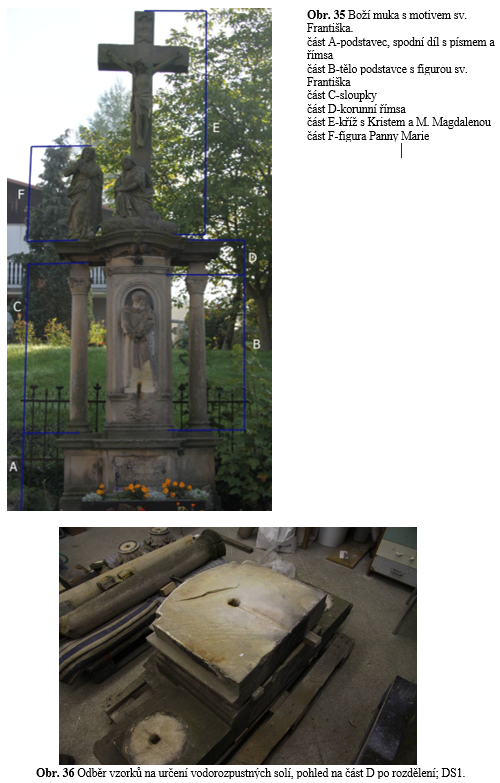 Obr. 35 Boží muka s motivem sv.
Františka.
část A-podstavec, spodní díl s písmem a
římsa
část B-tělo podstavce s figurou sv.
Františka
část C-sloupky
část D-korunní římsa
část E-kříž s Kristem a M. Magdalenou
část F-figura Panny Marie
E
F
D
C
B
A
Obr. 36 Odběr vzorků na určení vodorozpustných solí, pohled na část D po rozdělení; DS1.